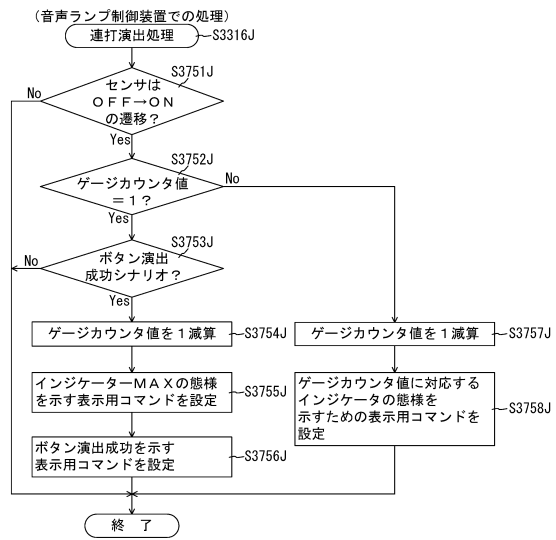 (音声ランプ制御装置での処理)
連打演出処理
S3316J
S3751J
センサは
OFF→ON
の遷移?
No
Yes
S3752J
ゲージカウンタ値
=1?
No
Yes
S3753J
ボタン演出
成功シナリオ?
No
Yes
ゲージカウンタ値を1減算
S3754J
ゲージカウンタ値を1減算
S3757J
インジケーターMAXの態様
を示す表示用コマンドを設定
S3755J
ゲージカウンタ値に対応する
インジケータの態様を
示すための表示用コマンドを
設定
S3758J
ボタン演出成功を示す
表示用コマンドを設定
S3756J
終 了